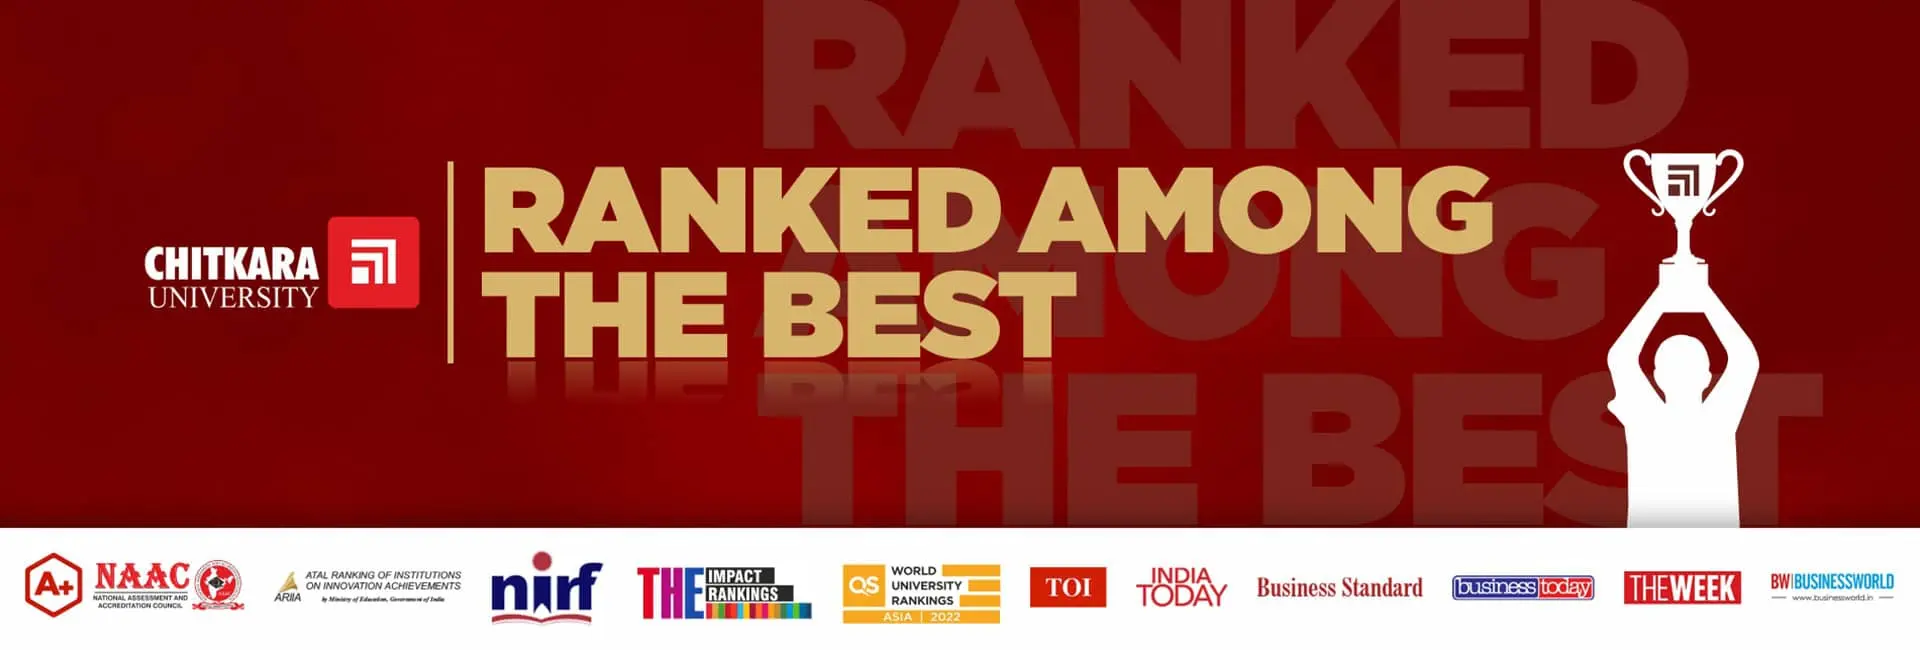 RANKED
AMONG
THE BEST
CHITKARA
UNIVERSITY
RANKED AMONG
THE BEST
A+
NAAC
NATIONAL ASSESSMENT AND
ACCREDITATION COUNCIL
ARIIA
ATAL RANKING OF INSTITUTIONS
ON INNOVATION ACHIEVEMENTS
by Ministry of Education, Government of India
nirf
THE IMPACT
RANKINGS
QS
WORLD
UNIVERSITY
RANKINGS
ASIA | 2022
TOI
INDIA
TODAY
Business Standard
business today
THE WEEK
BW|BUSINESSWORLD
www.businessworld.in